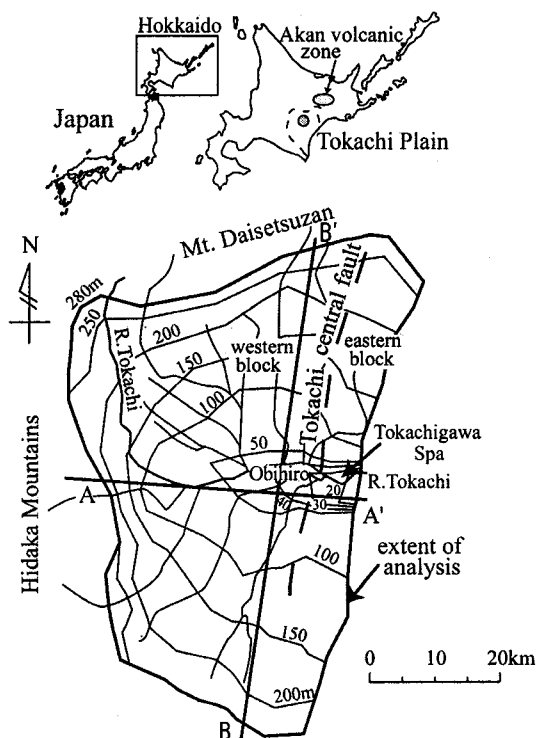 Hokkaido
Japan
Akan volcanic
zone
Tokachi Plain
N
Mt. Daisetsuzan
B'
280m
250
R.Tokachi
200
150
100
western
block
Tokachi central fault
eastern
block
50
Obihiro
Tokachigawa
Spa
R.Tokachi
20
30
40
A
A'
Hidaka Mountains
100
extent of
analysis
150
200m
B
0 10 20km